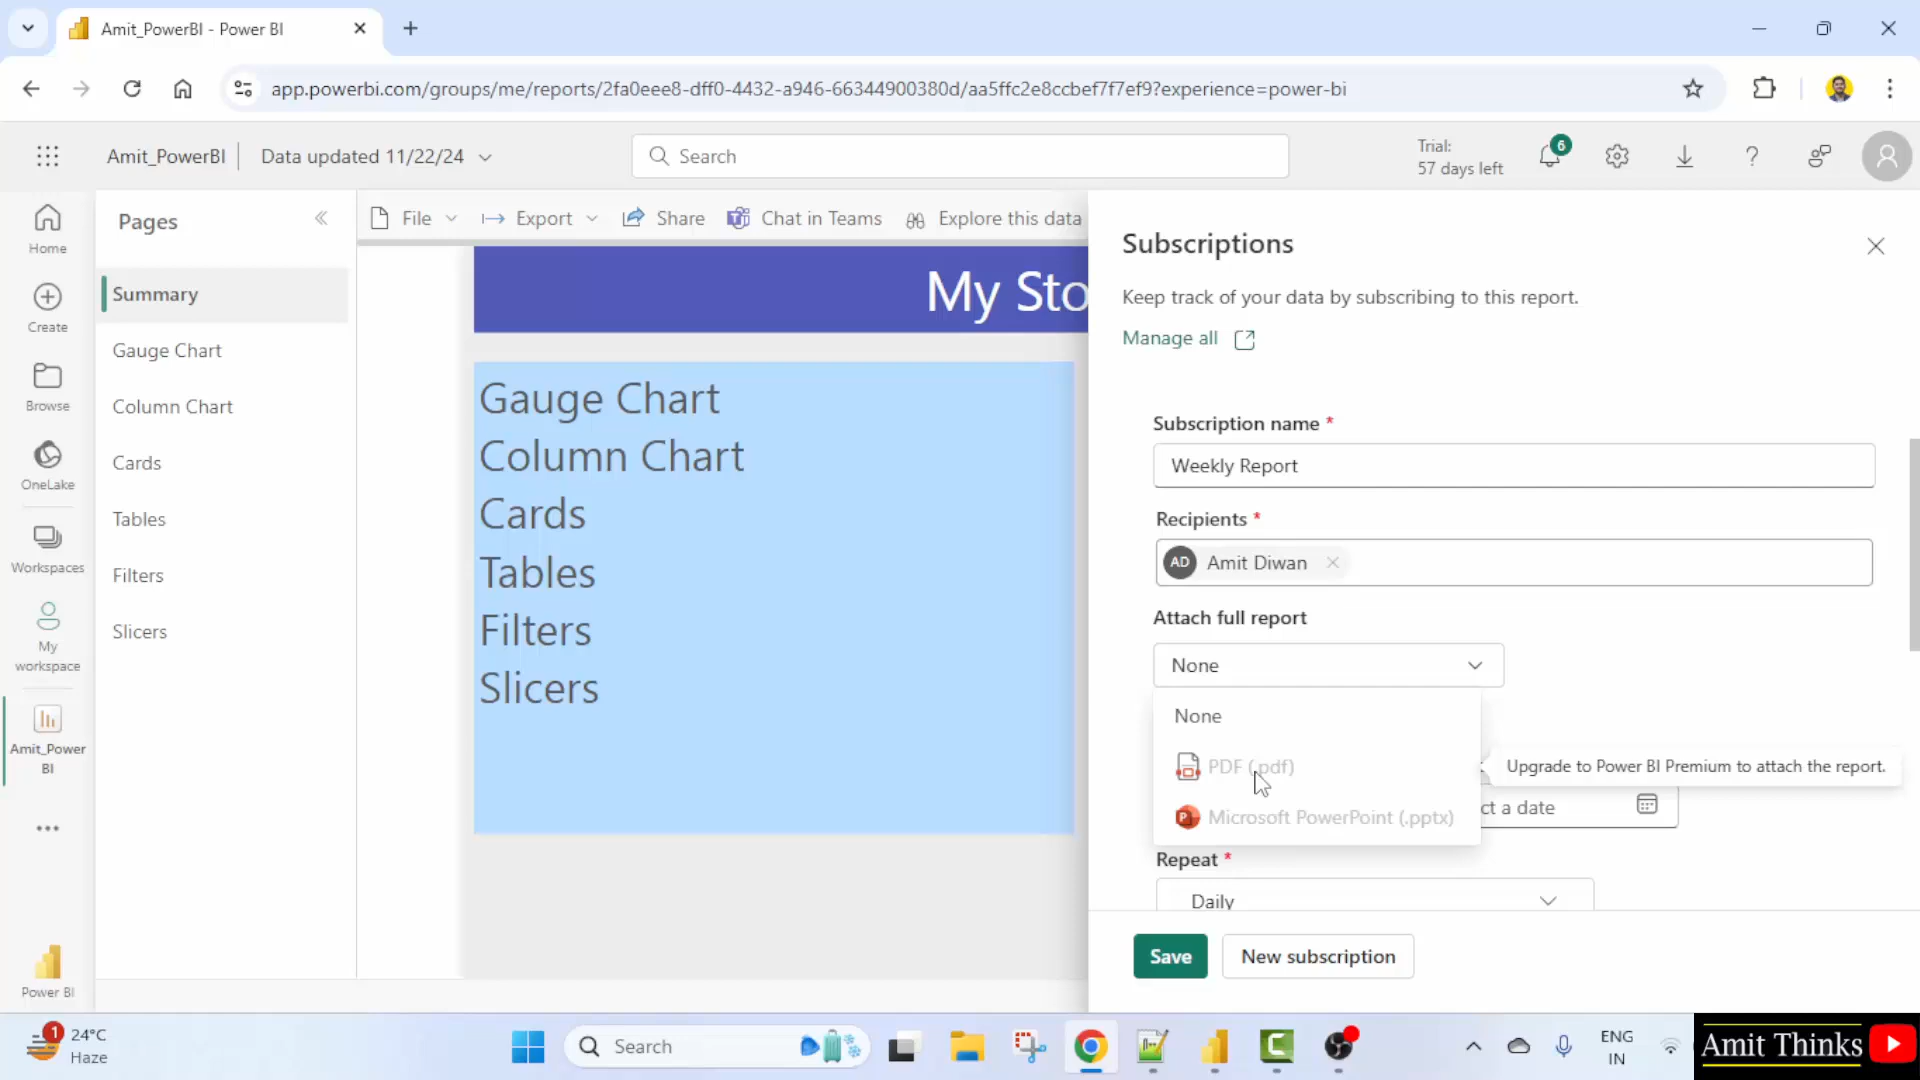 Amit_PowerBI - Power BI
app.powerbi.com/groups/me/reports/2fa0eee8-dff0-4432-a946-66344900380d/aa5ffc2e8ccbef7f7ef9?experience=power-bi
Amit_PowerBI
Data updated 11/22/24
Search
Trial:
57 days left
6
Home
Create
Browse
OneLake
Workspaces
My
workspace
Amit_Power
BI
Power BI
Pages
Summary
Gauge Chart
Column Chart
Cards
Tables
Filters
Slicers
File
Export
Share
Chat in Teams
Explore this data
My Sto
Gauge Chart
Column Chart
Cards
Tables
Filters
Slicers
Subscriptions
Keep track of your data by subscribing to this report.
Manage all
Subscription name *
Weekly Report
Recipients *
AD
Amit Diwan
Attach full report
None
None
PDF (.pdf)
Upgrade to Power BI Premium to attach the report.
Microsoft PowerPoint (.pptx)
ct a date
Repeat *
Daily
Save
New subscription
1
24°C
Haze
Search
ENG
IN
Amit Thinks